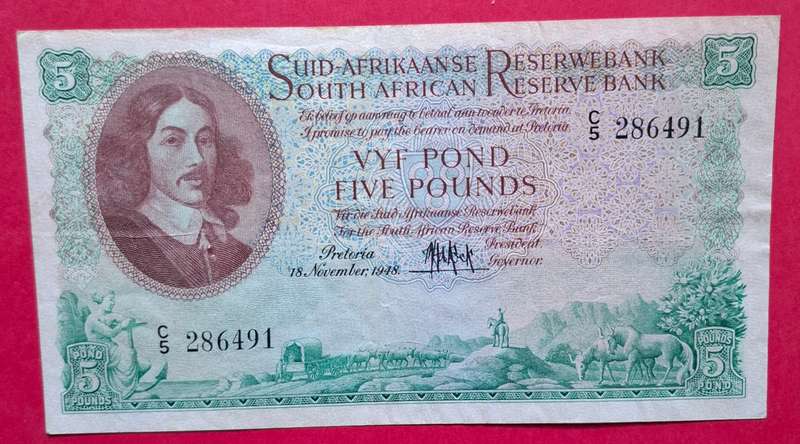 5
SUID-AFRIKAANSE RESERWEBANK
SOUTH AFRICAN RESERVE BANK
5
Ek beloof op aanvraag te betaal aan toonder te Pretoria.
I promise to pay the bearer on demand at Pretoria.
C/5 286491
VYF POND
FIVE POUNDS
Vir die Suid-Afrikaanse Reserwebank,
For the South African Reserve Bank,
Pretoria
President.
18 November, 1948.
Governor.
C/5 286491
POND
5
POUNDS
POUNDS
5
POND